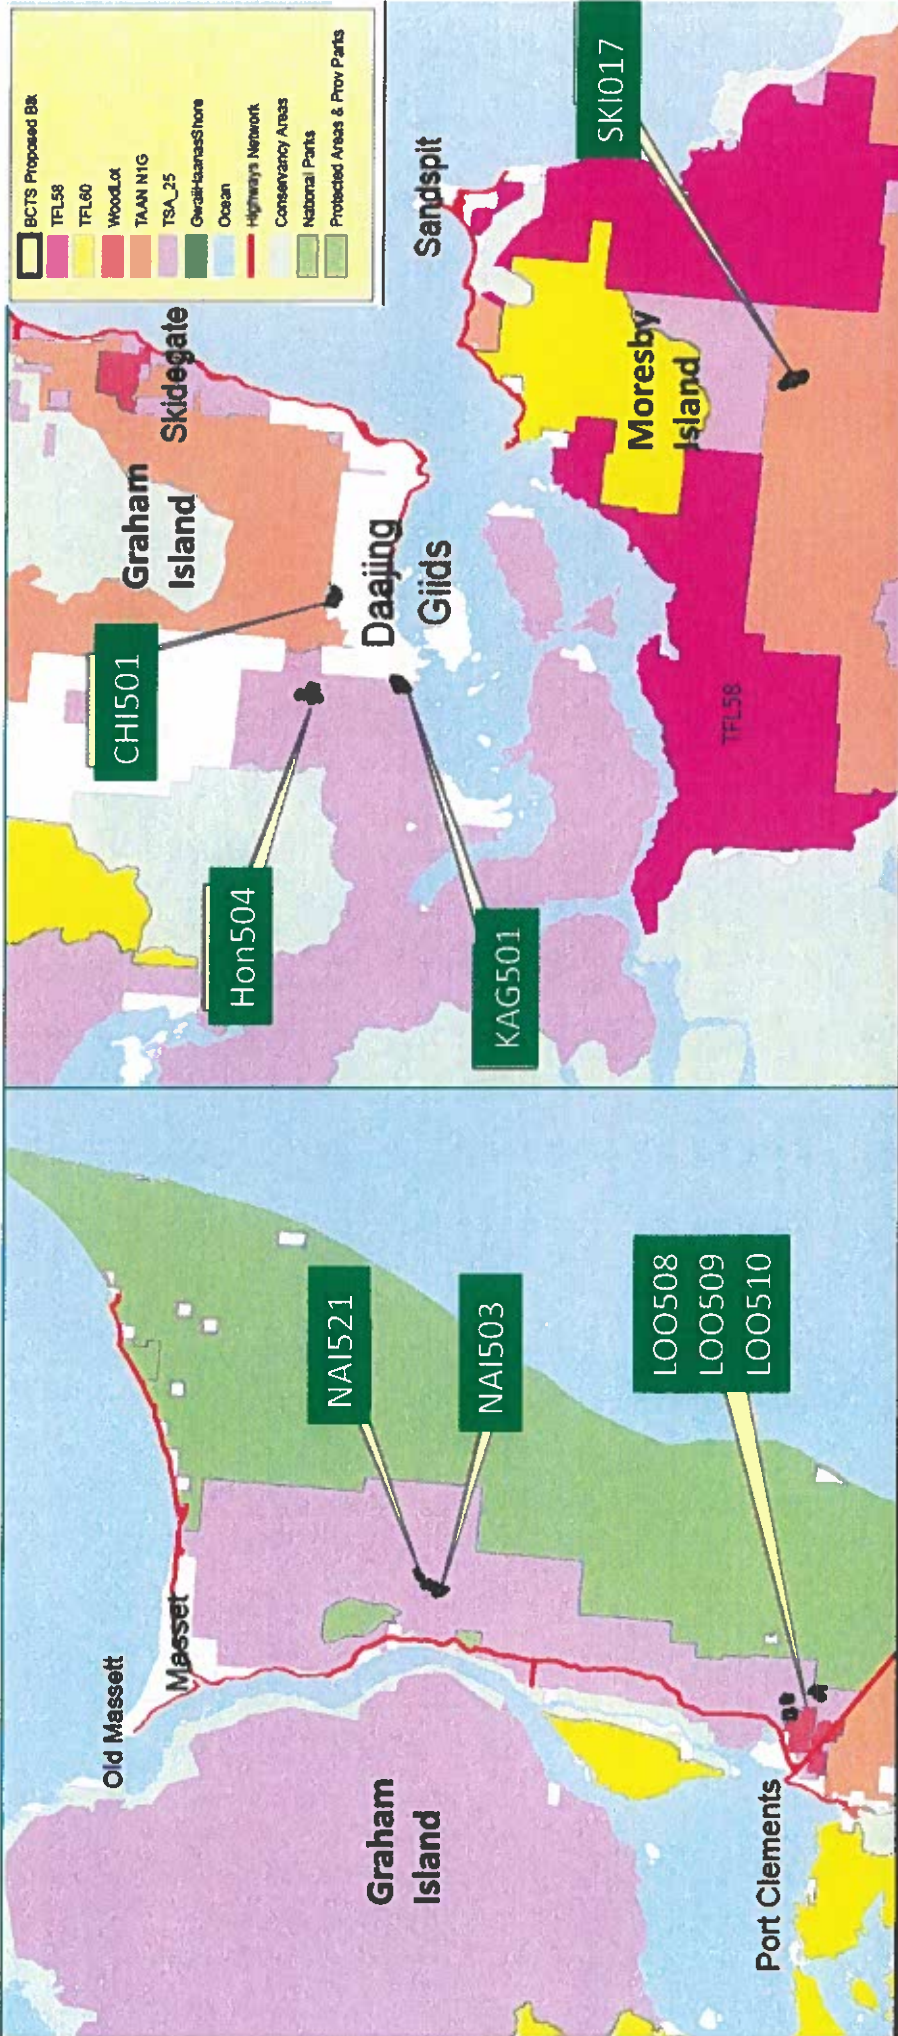 Old Massett
Masset
Graham
Island
Port Clements
NAI521
NAI503
LOO508
LOO509
LOO510
CHI501
Hon504
KAG501
Graham
Island
Skidegate
Daajing
Giids
Sandspit
Moresby
Island
TFL58
SKI017
BCTS Proposed Blk
TFL58
TFL60
WoodLot
TAAN N1G
TSA_25
GwaiiHaanasShore
Ocean
Highways Network
Conservancy Areas
National Parks
Protected Areas & Prov Parks